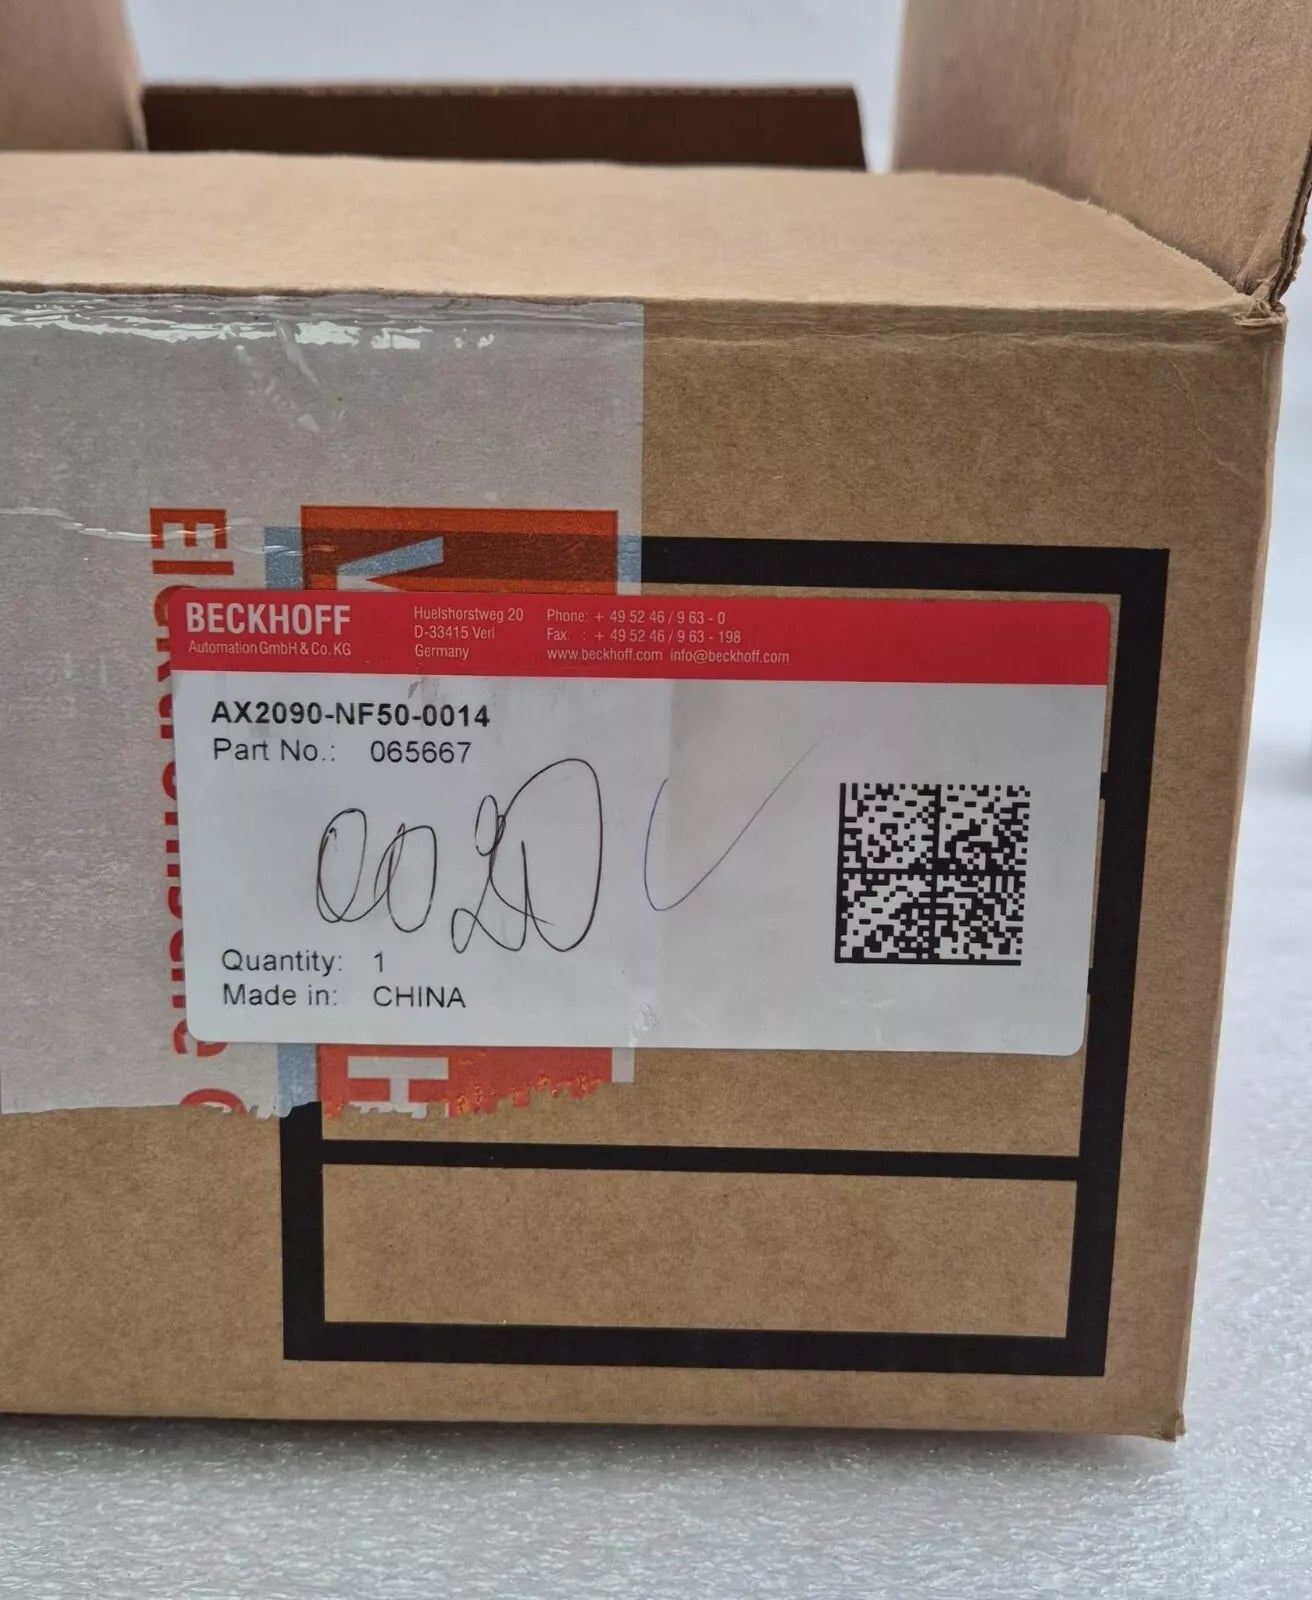 BECKHOFF
Automation GmbH & Co. KG
Huelshorstweg 20
D-33415 Verl
Germany
Phone: + 49 52 46 / 9 63 - 0
Fax. : + 49 52 46 / 9 63 - 198
www.beckhoff.com info@beckhoff.com
AX2090-NF50-0014
Part No.: 065667
Quantity: 1
Made in: CHINA